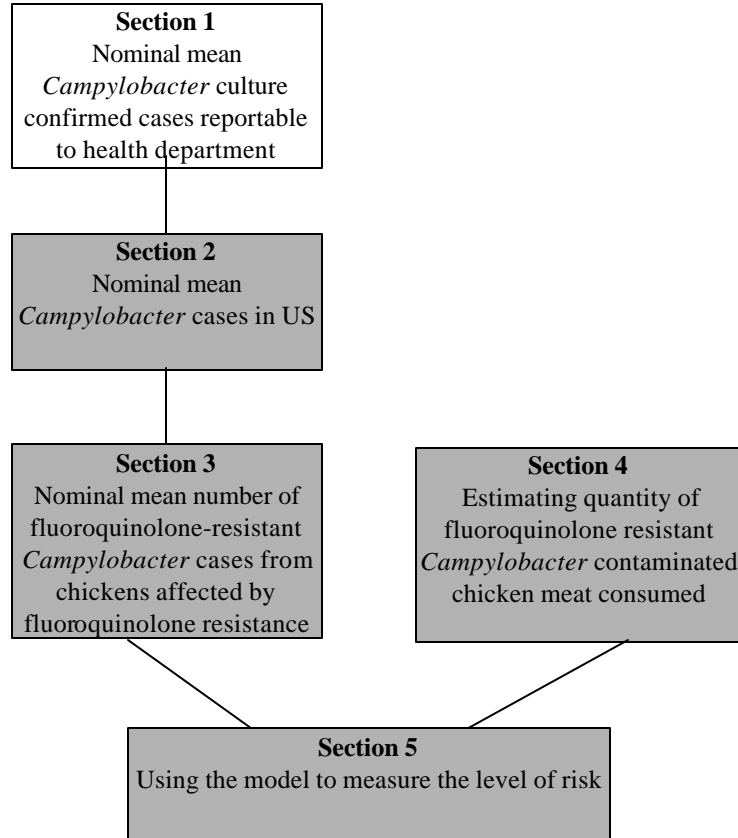 Section 1
Nominal mean
Campylobacter culture
confirmed cases reportable
to health department
Section 2
Nominal mean
Campylobacter cases in US
Section 3
Nominal mean number of
fluoroquinolone-resistant
Campylobacter cases from
chickens affected by
fluoroquinolone resistance
Section 4
Estimating quantity of
fluoroquinolone resistant
Campylobacter contaminated
chicken meat consumed
Section 5
Using the model to measure the level of risk